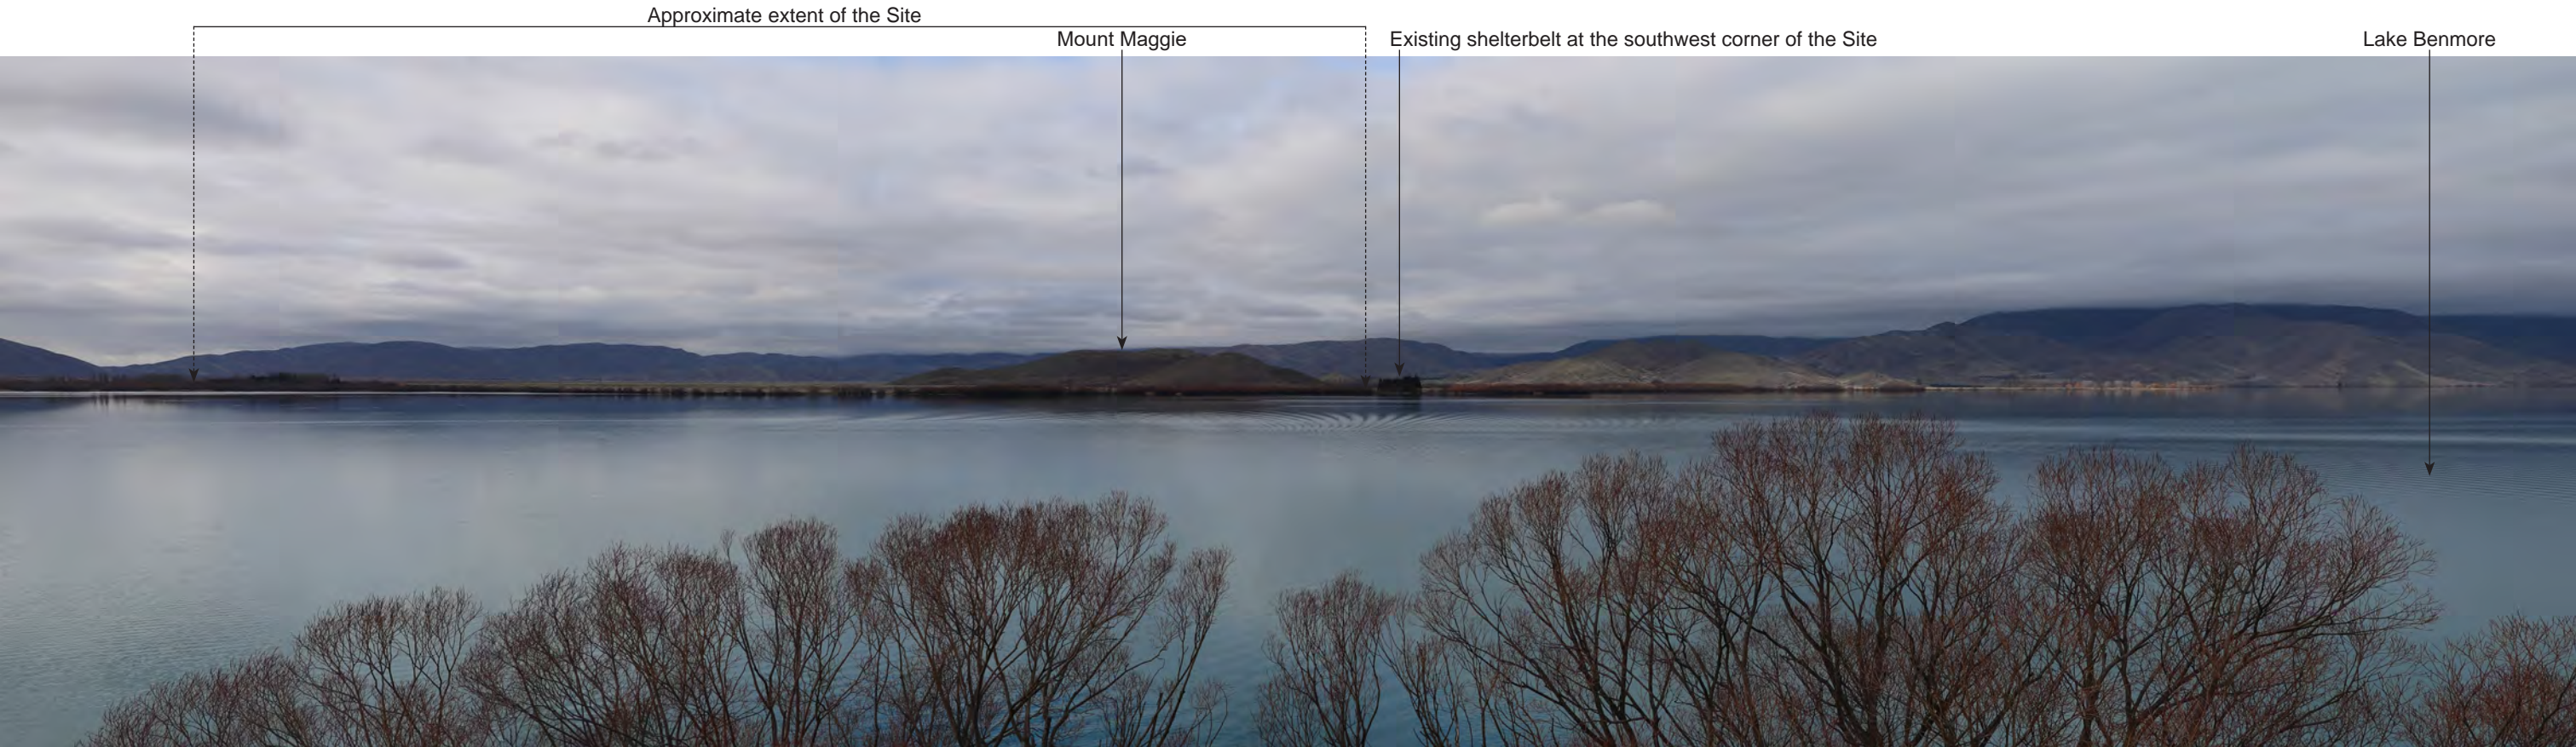 Approximate extent of the Site
Mount Maggie
Existing shelterbelt at the southwest corner of the Site
Lake Benmore